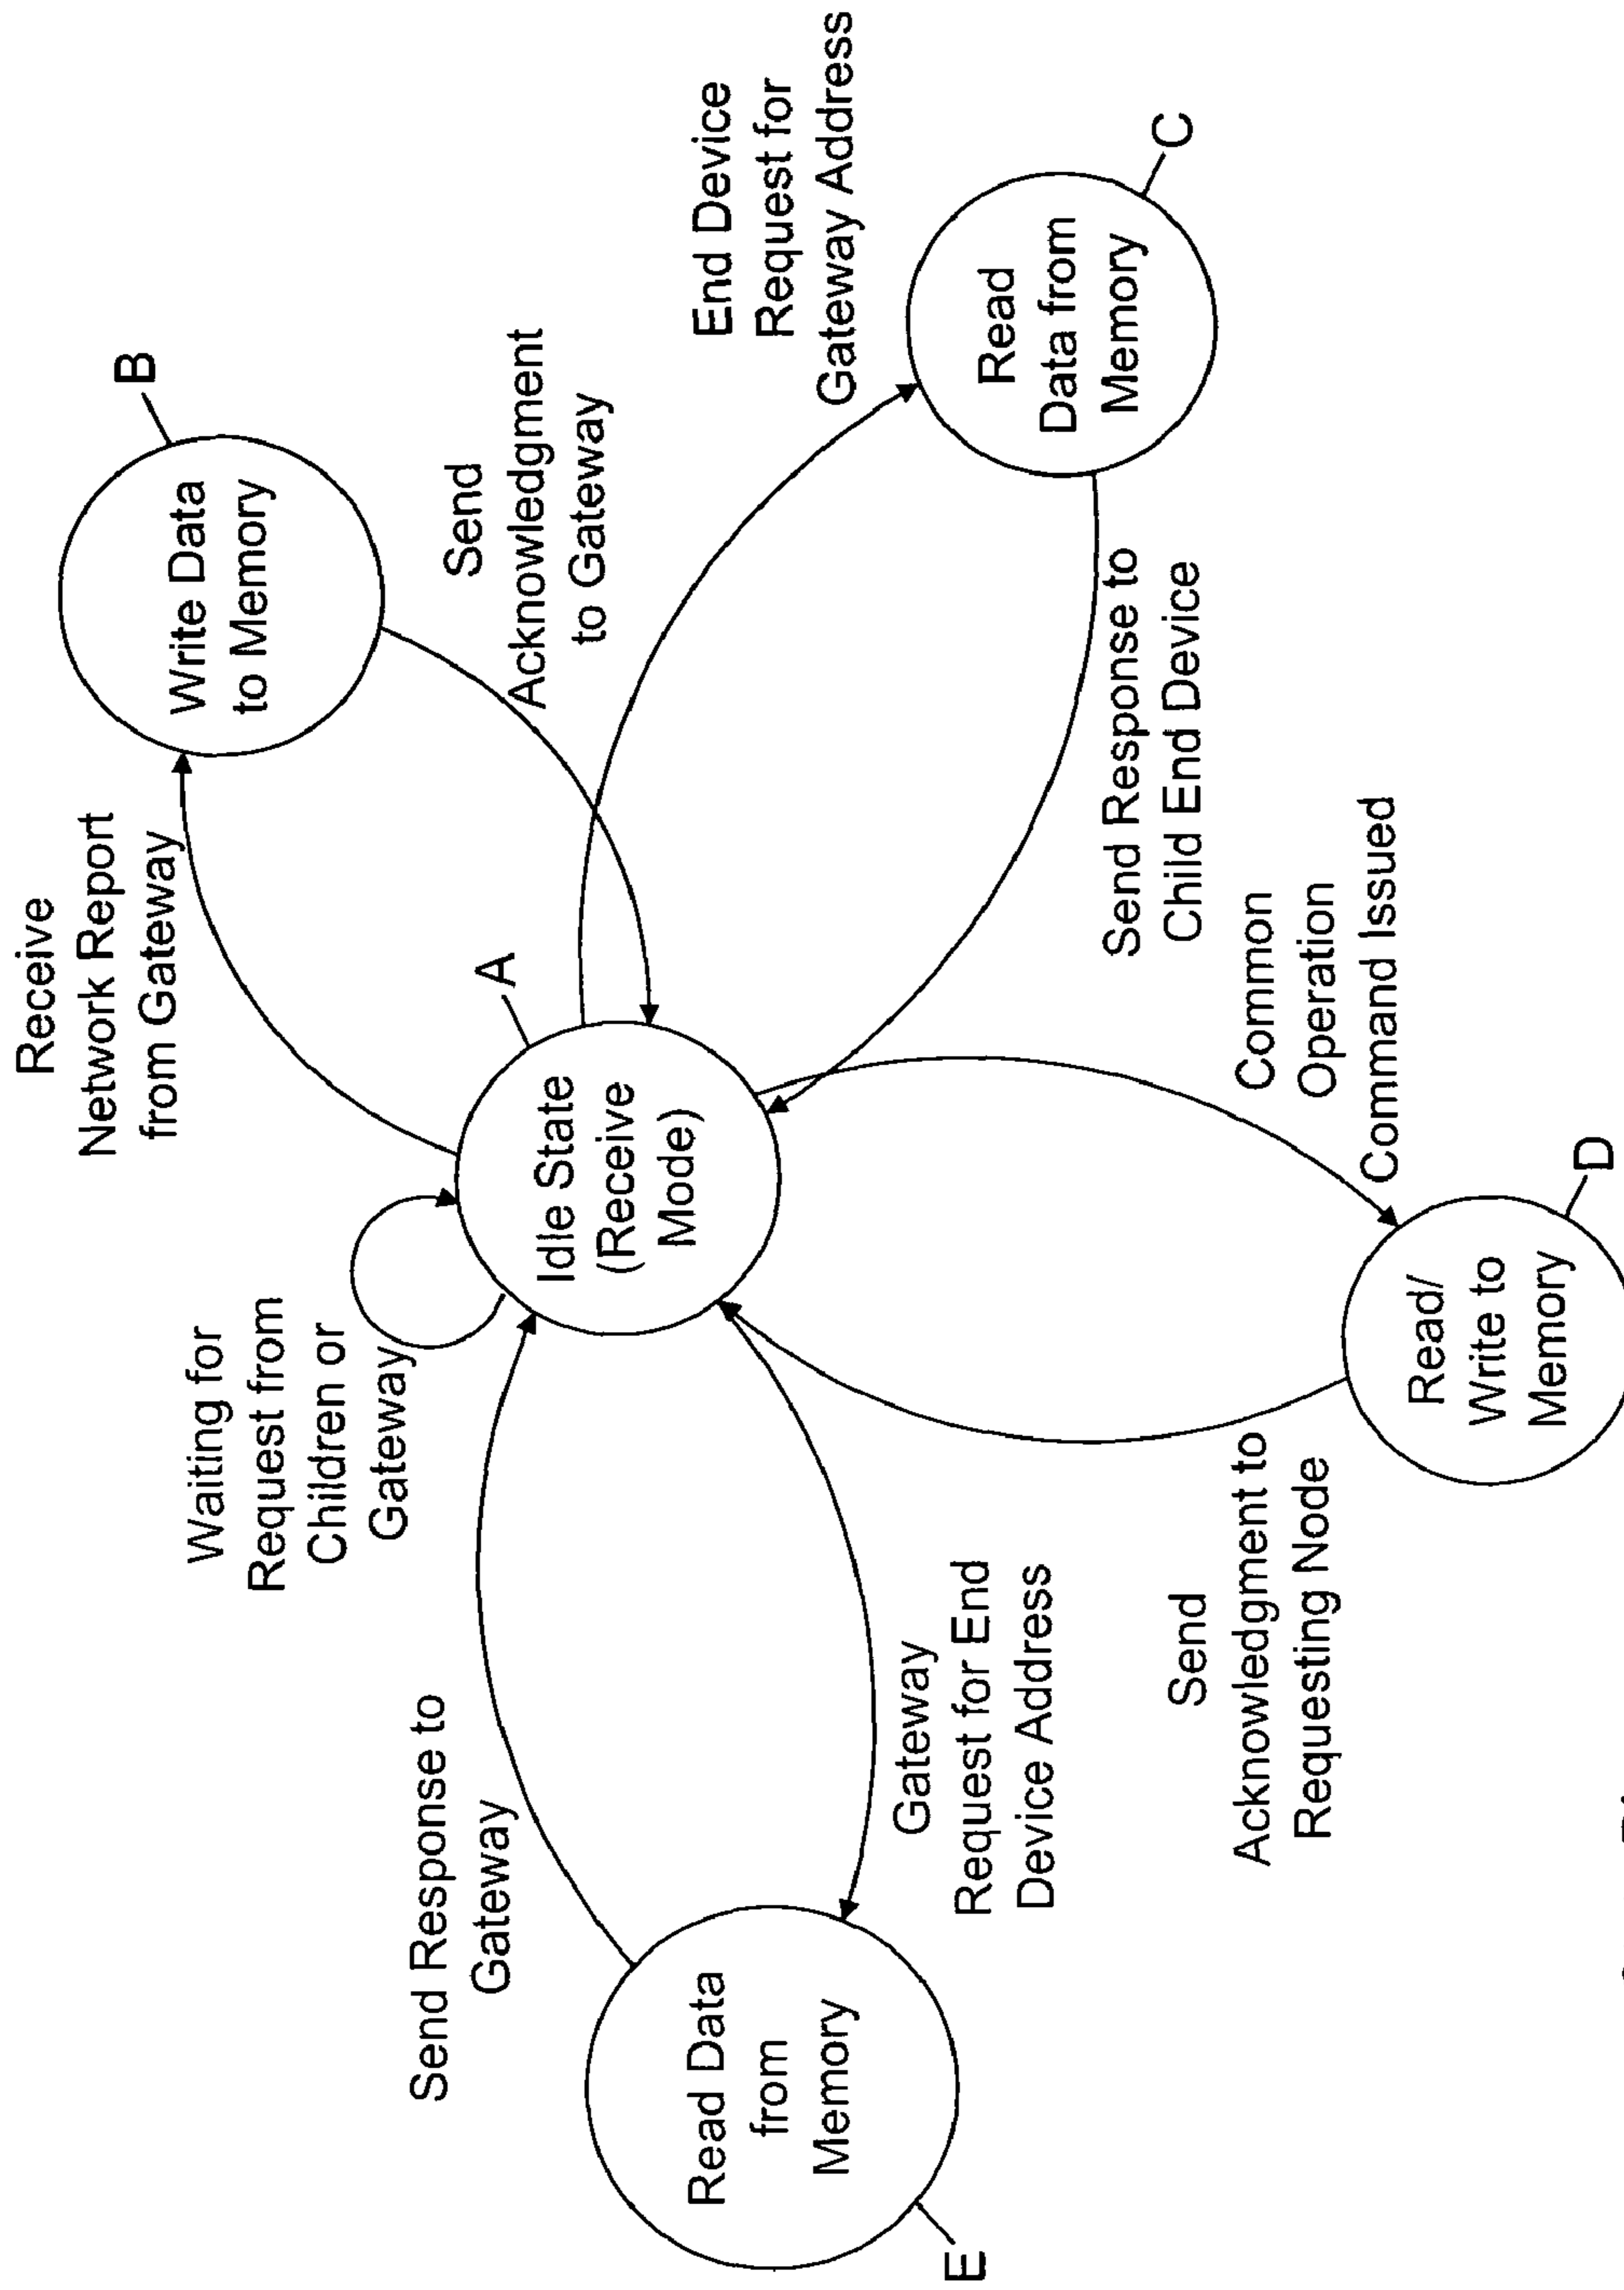 Receive
Network Report
from Gateway
B
Write Data
to Memory
Waiting for
Request from
Children or
Gateway
A
Idle State
(Receive
Mode)
Send
Acknowledgment
to Gateway
Send Response to
Gateway
End Device
Request for
Gateway Address
Read Data
from
Memory
E
Gateway
Request for End
Device Address
Read
Data from
Memory
C
Send Response to
Child End Device
Send
Acknowledgment to
Requesting Node
Common
Operation
Command Issued
Read/
Write to
Memory
D